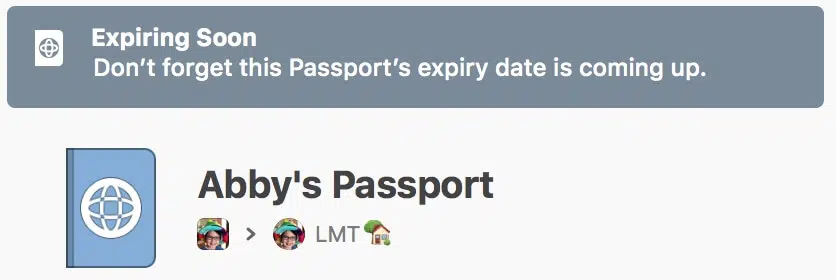 Expiring Soon
Don’t forget this Passport’s expiry date is coming up.
Abby's Passport
> LMT🏡